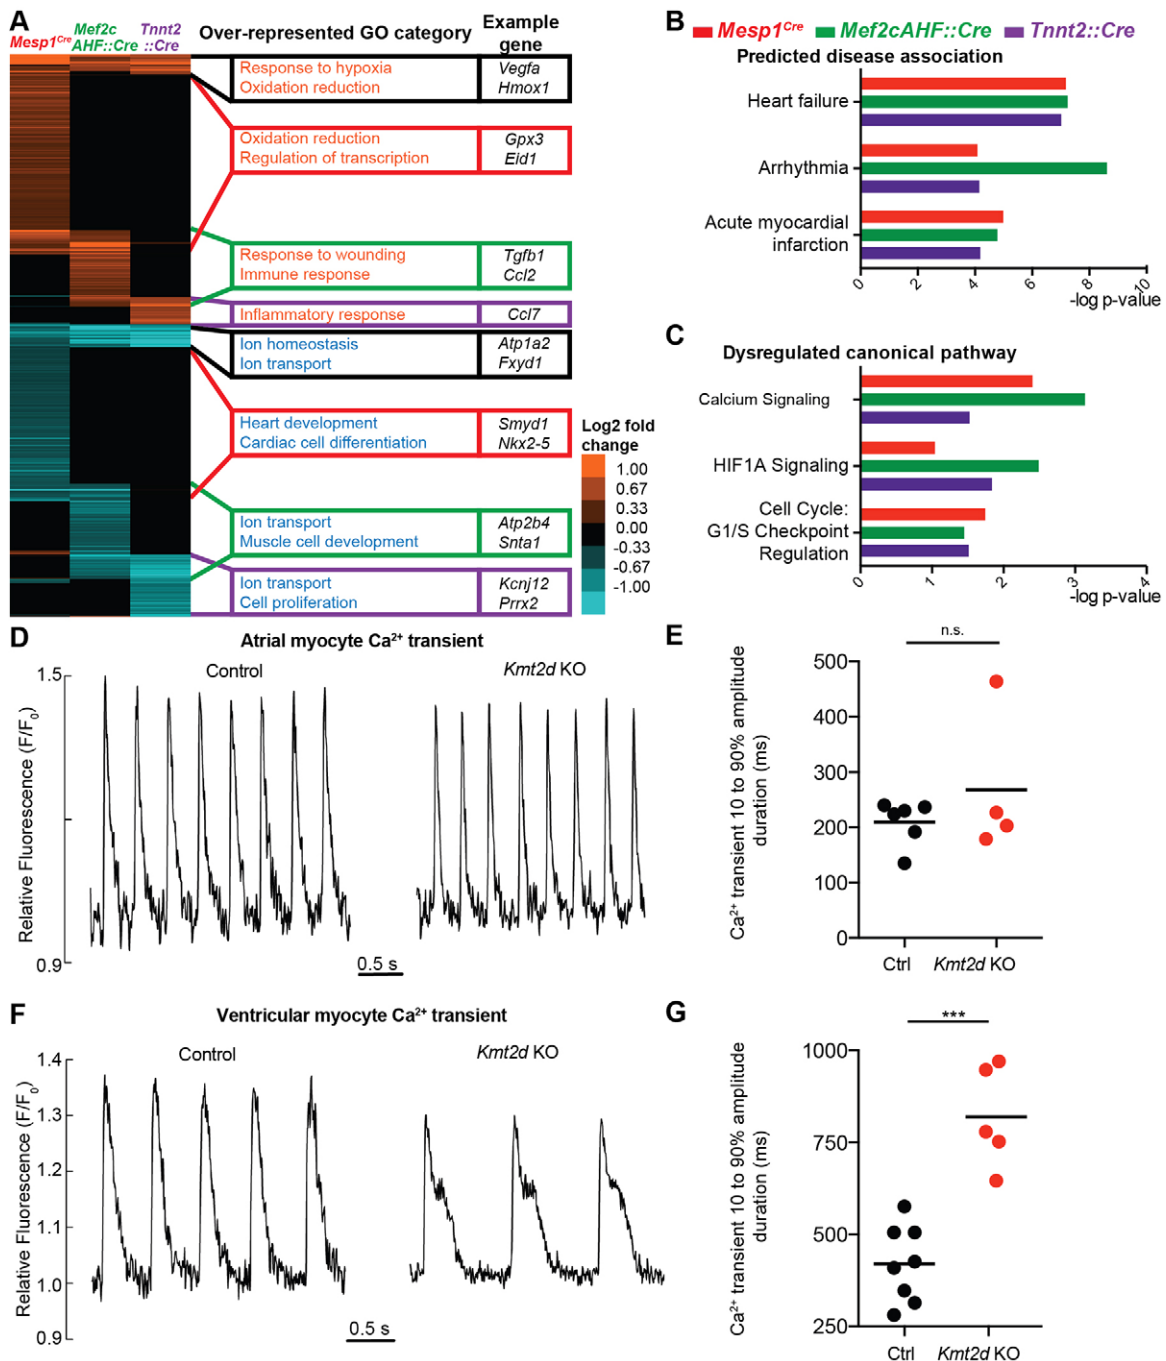 A
Mesp1Cre
Mef2c
AHF::Cre
Tnnt2
::Cre
Over-represented GO category
Example
gene
Response to hypoxia
Oxidation reduction
Vegfa
Hmox1
Oxidation reduction
Regulation of transcription
Gpx3
Eid1
Response to wounding
Immune response
Tgfb1
Ccl2
Inflammatory response
Ccl7
Ion homeostasis
Ion transport
Atp1a2
Fxyd1
Heart development
Cardiac cell differentiation
Smyd1
Nkx2-5
Ion transport
Muscle cell development
Atp2b4
Snta1
Ion transport
Cell proliferation
Kcnj12
Prrx2
Log2 fold
change
1.00
0.67
0.33
0.00
-0.33
-0.67
-1.00
B
Mesp1Cre
Mef2cAHF::Cre
Tnnt2::Cre
Predicted disease association
Heart failure
Arrhythmia
Acute myocardial
infarction
0 2 4 6 8 10
-log p-value
C
Dysregulated canonical pathway
Calcium Signaling
HIF1A Signaling
Cell Cycle:
G1/S Checkpoint
Regulation
0 1 2 3 4
-log p-value
D
Atrial myocyte Ca2+ transient
Control
Kmt2d KO
Relative Fluorescence (F/F0)
1.5
0.9
0.5 s
E
n.s.
Ca2+ transient 10 to 90% amplitude
duration (ms)
500
400
300
200
100
0
Ctrl
Kmt2d KO
F
Ventricular myocyte Ca2+ transient
Control
Kmt2d KO
Relative Fluorescence (F/F0)
1.4
1.3
1.2
1.1
1.0
0.9
0.5 s
G
***
Ca2+ transient 10 to 90% amplitude
duration (ms)
1000
750
500
250
Ctrl
Kmt2d KO